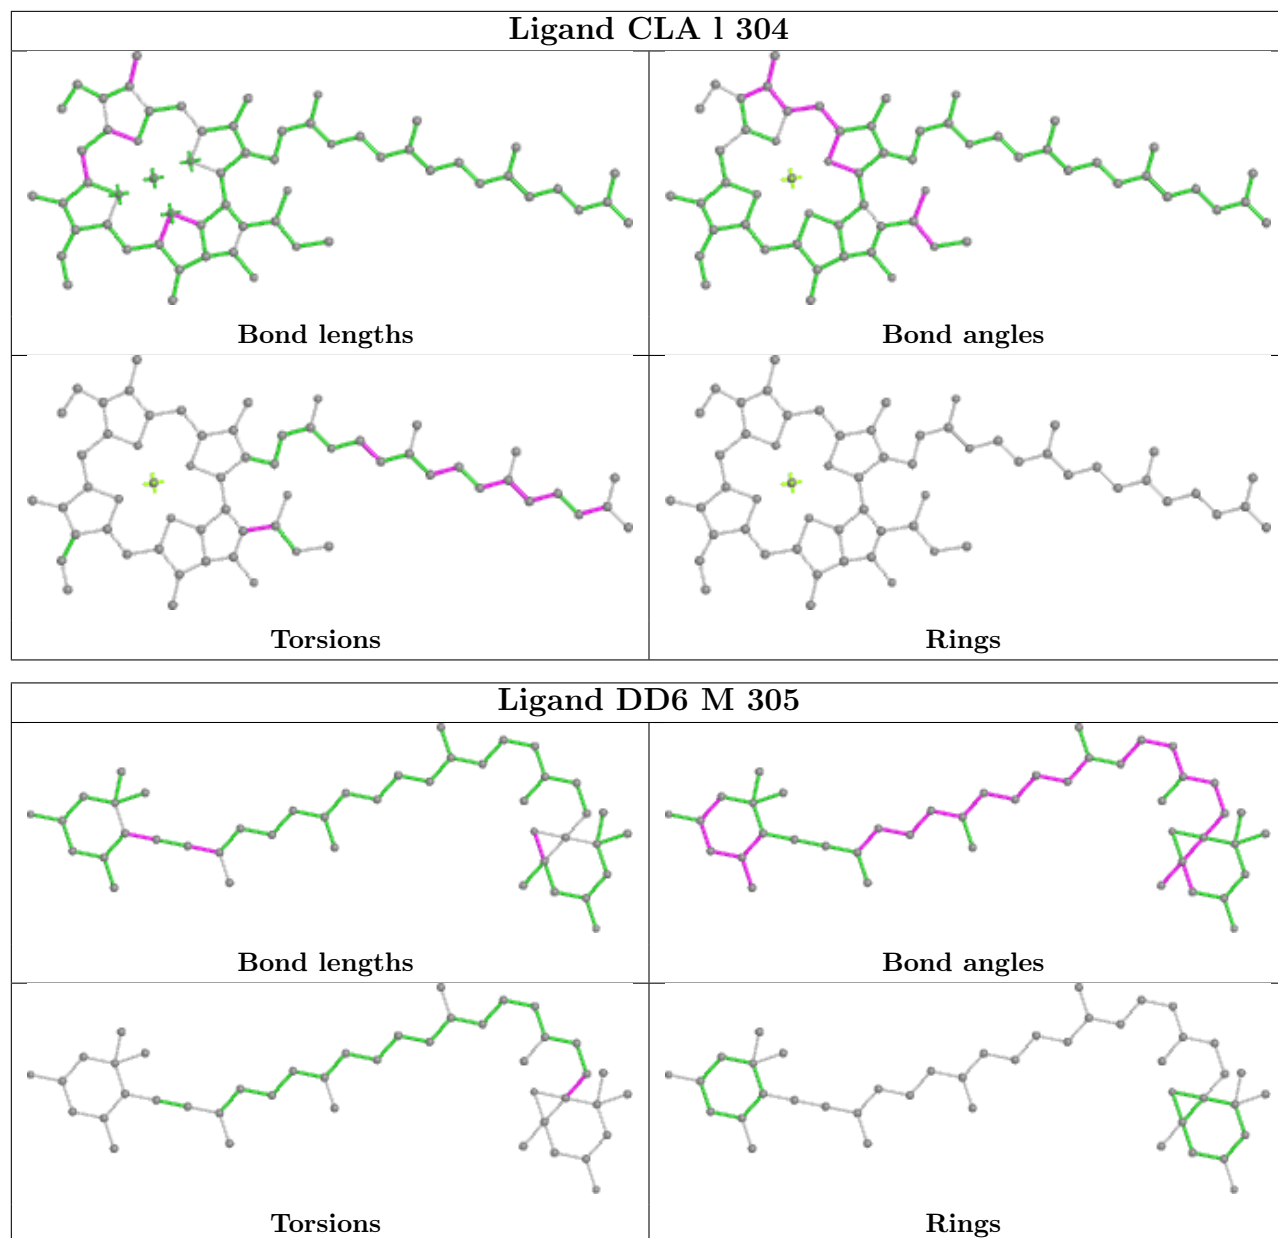 Ligand CLA l 304
Bond lengths
Bond angles
Torsions
Rings
Ligand DD6 M 305
Bond lengths
Bond angles
Torsions
Rings